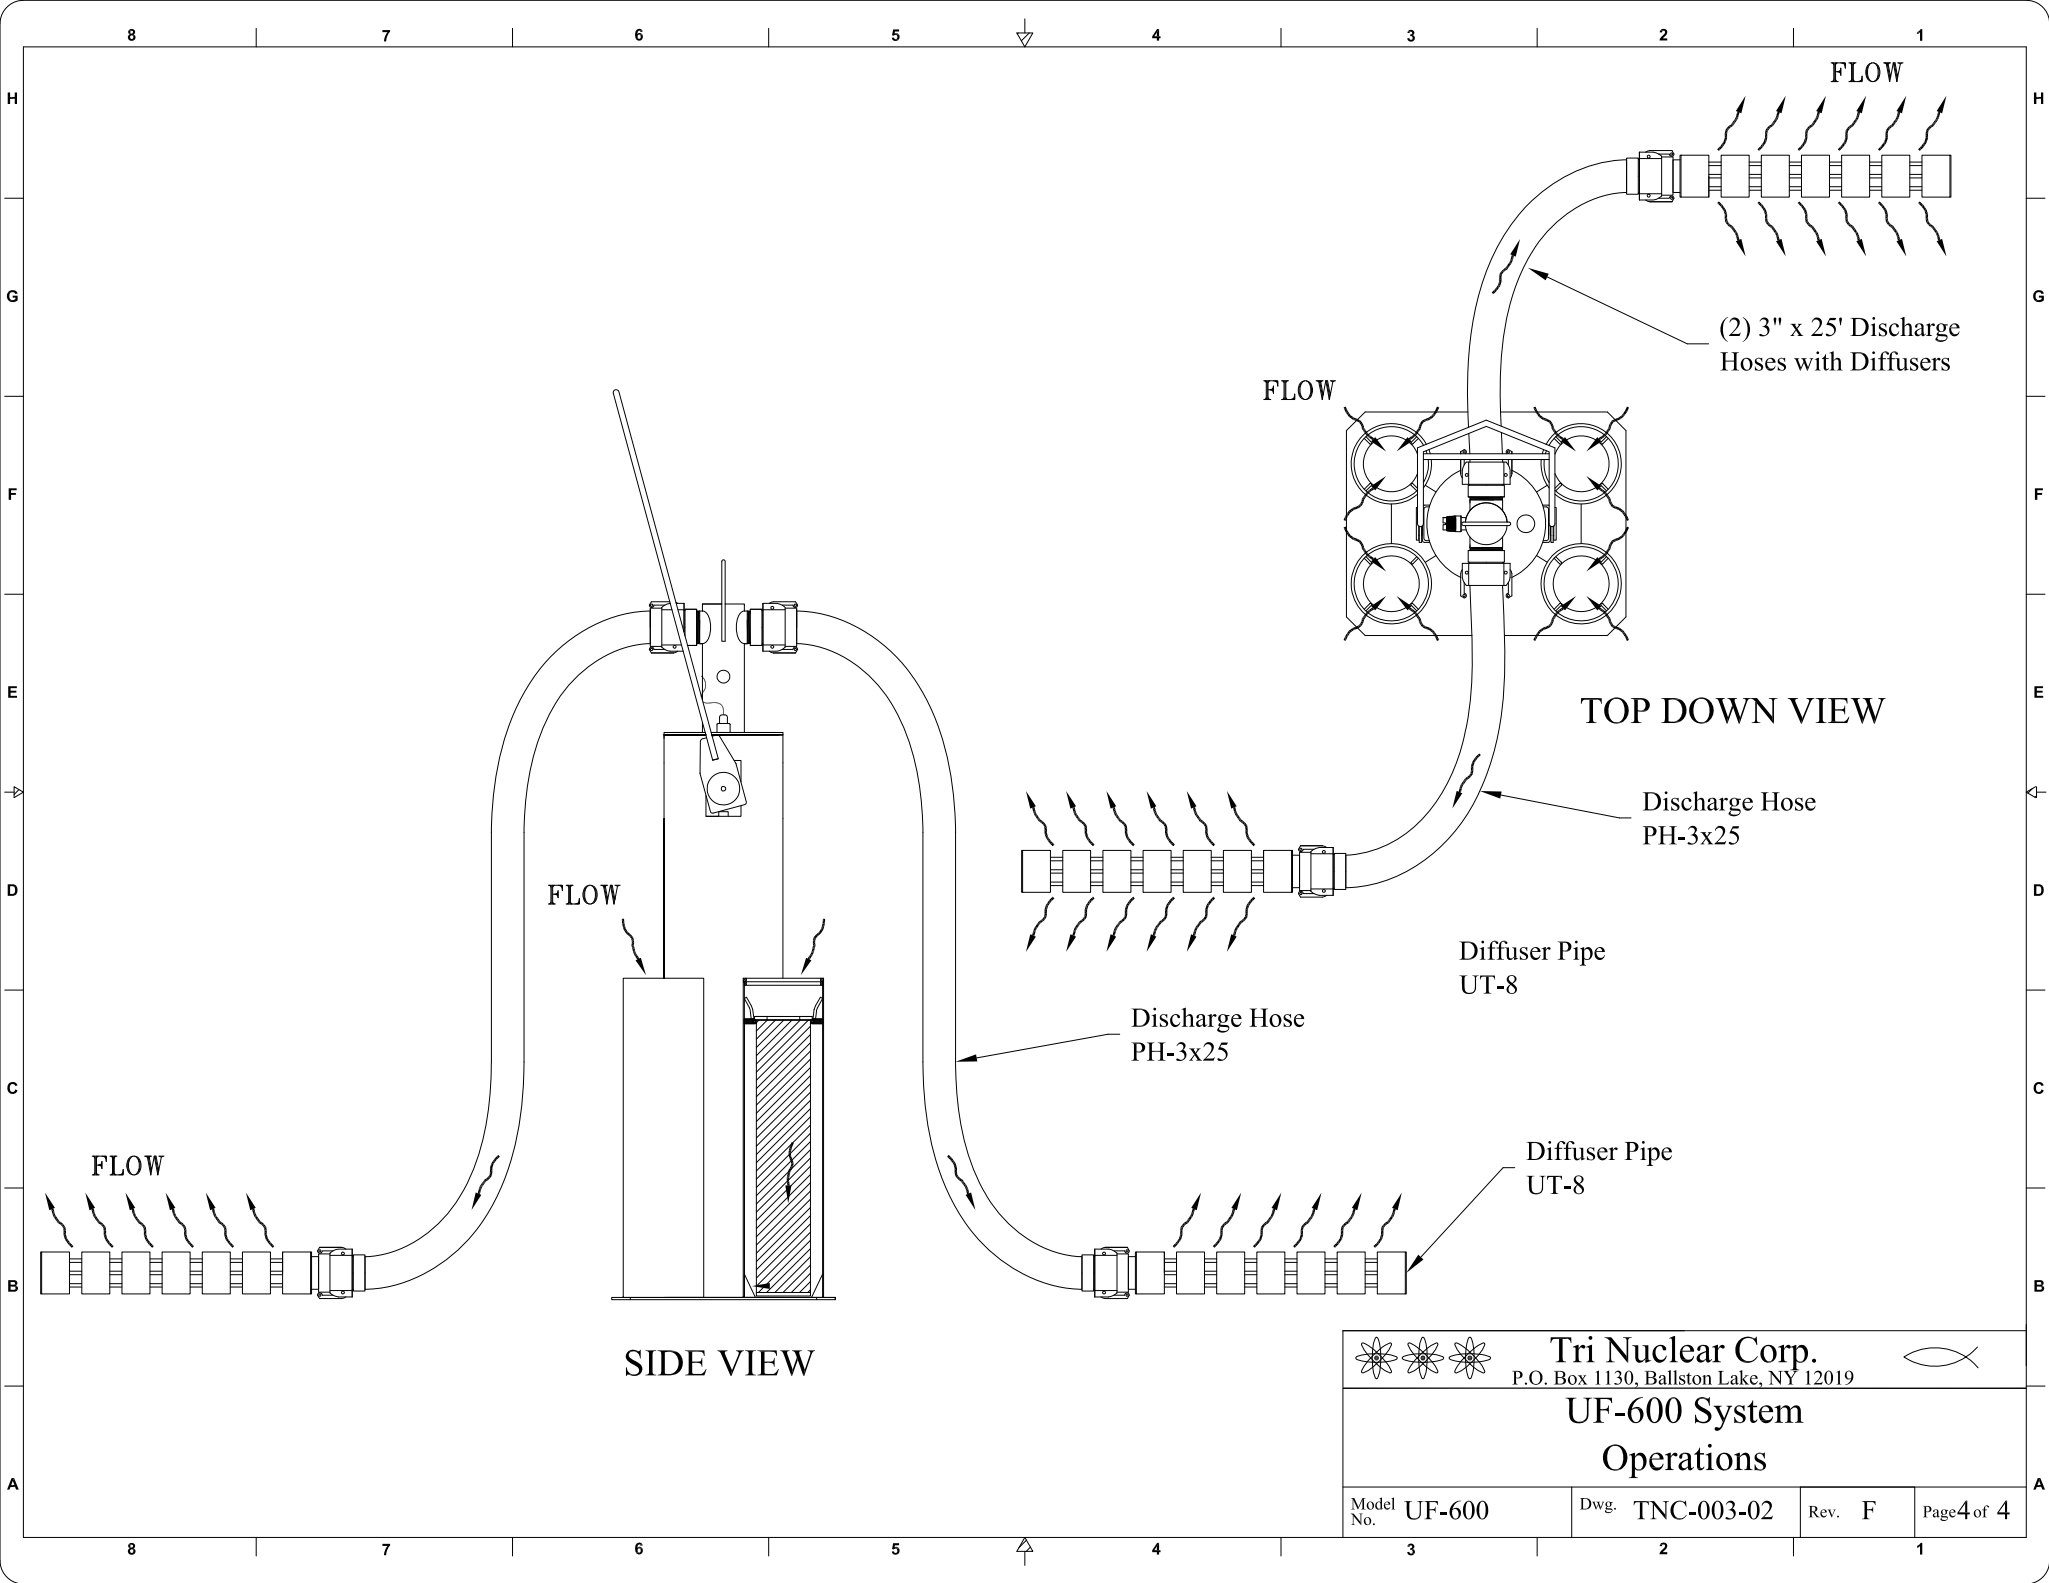 8 7 6 5 4 3 2 1
H H
G G
F F
E E
D D
C C
B B
A A
FLOW
(2) 3" x 25' Discharge
Hoses with Diffusers
FLOW
TOP DOWN VIEW
Discharge Hose
PH-3x25
FLOW
Diffuser Pipe
UT-8
Discharge Hose
PH-3x25
Diffuser Pipe
UT-8
FLOW
SIDE VIEW
Tri Nuclear Corp.
P.O. Box 1130, Ballston Lake, NY 12019
UF-600 System
Operations
Model No. UF-600 Dwg. TNC-003-02 Rev. F Page 4 of 4
8 7 6 5 4 3 2 1